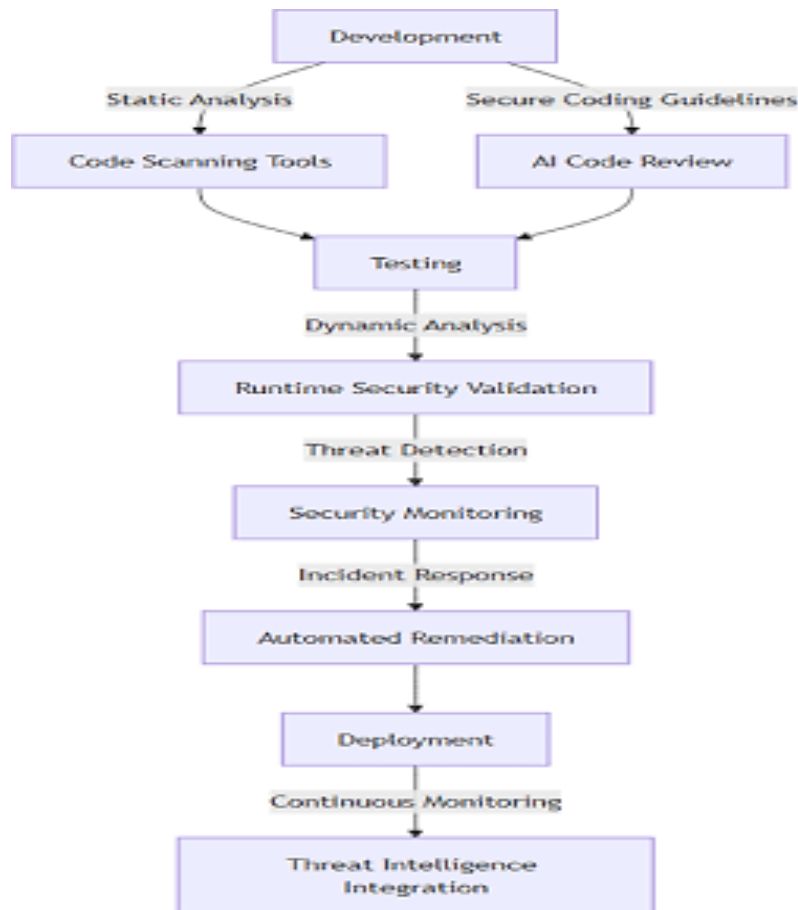 Development
Static Analysis
Secure Coding Guidelines
Code Scanning Tools
AI Code Review
Testing
Dynamic Analysis
Runtime Security Validation
Threat Detection
Security Monitoring
Incident Response
Automated Remediation
Deployment
Continuous Monitoring
Threat Intelligence
Integration